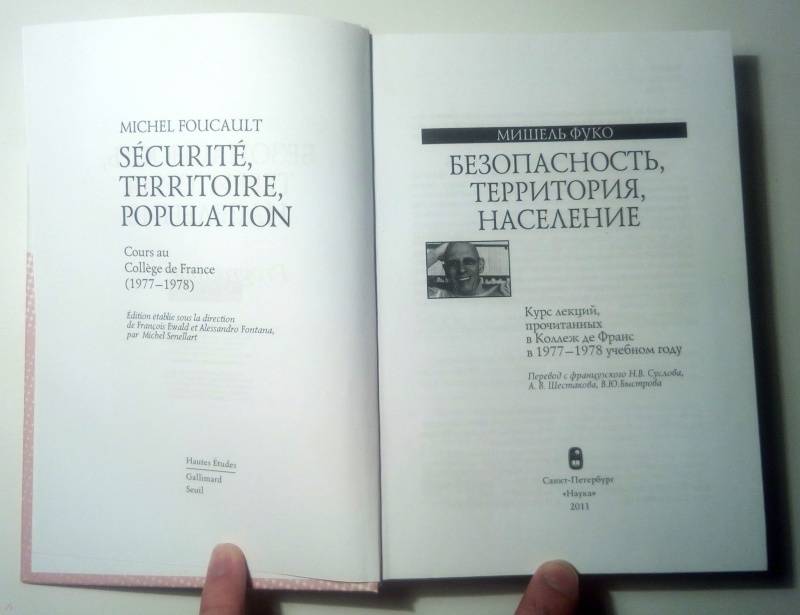 MICHEL FOUCAULT
SÉCURITÉ,
TERRITOIRE,
POPULATION
Cours au
Collège de France
(1977–1978)
Edition établie sous la direction
de François Ewald et Alessandro Fontana,
par Michel Senellart
Hautes Études
Gallimard
Seuil
МИШЕЛЬ ФУКО
БЕЗОПАСНОСТЬ,
ТЕРРИТОРИЯ,
НАСЕЛЕНИЕ
Курс лекций,
прочитанных
в Коллеж де Франс
в 1977–1978 учебном году
Перевод с французского Н.В. Суслова,
А. В. Шестакова, В.Ю.Быстрова
Санкт-Петербург
«Наука»
2011